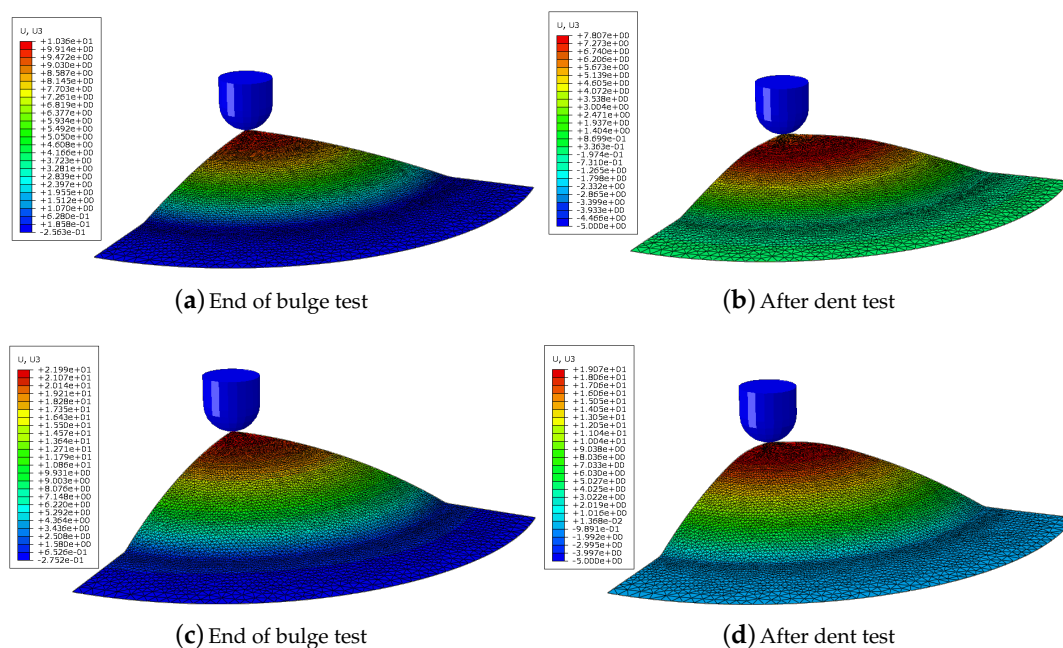 U, U3
+1.036e+01
+9.914e+00
+9.472e+00
+9.030e+00
+8.587e+00
+8.145e+00
+7.703e+00
+7.261e+00
+6.819e+00
+6.377e+00
+5.934e+00
+5.492e+00
+5.050e+00
+4.608e+00
+4.166e+00
+3.723e+00
+3.281e+00
+2.839e+00
+2.397e+00
+1.955e+00
+1.512e+00
+1.070e+00
+6.280e-01
+1.858e-01
-2.563e-01
U, U3
+7.807e+00
+7.273e+00
+6.740e+00
+6.206e+00
+5.673e+00
+5.139e+00
+4.605e+00
+4.072e+00
+3.538e+00
+3.004e+00
+2.471e+00
+1.937e+00
+1.404e+00
+8.699e-01
+3.363e-01
-1.974e-01
-7.310e-01
-1.265e+00
-1.798e+00
-2.332e+00
-2.865e+00
-3.399e+00
-3.933e+00
-4.466e+00
-5.000e+00
(a) End of bulge test
(b) After dent test
U, U3
+2.199e+01
+2.107e+01
+2.014e+01
+1.921e+01
+1.828e+01
+1.735e+01
+1.643e+01
+1.550e+01
+1.457e+01
+1.364e+01
+1.271e+01
+1.179e+01
+1.086e+01
+9.931e+00
+9.003e+00
+8.076e+00
+7.148e+00
+6.220e+00
+5.292e+00
+4.364e+00
+3.436e+00
+2.508e+00
+1.580e+00
+6.526e-01
-2.752e-01
U, U3
+1.907e+01
+1.806e+01
+1.706e+01
+1.606e+01
+1.505e+01
+1.405e+01
+1.305e+01
+1.205e+01
+1.104e+01
+1.004e+01
+9.038e+00
+8.036e+00
+7.033e+00
+6.030e+00
+5.027e+00
+4.025e+00
+3.022e+00
+2.019e+00
+1.016e+00
+1.368e-02
-9.891e-01
-1.992e+00
-2.995e+00
-3.997e+00
-5.000e+00
(c) End of bulge test
(d) After dent test